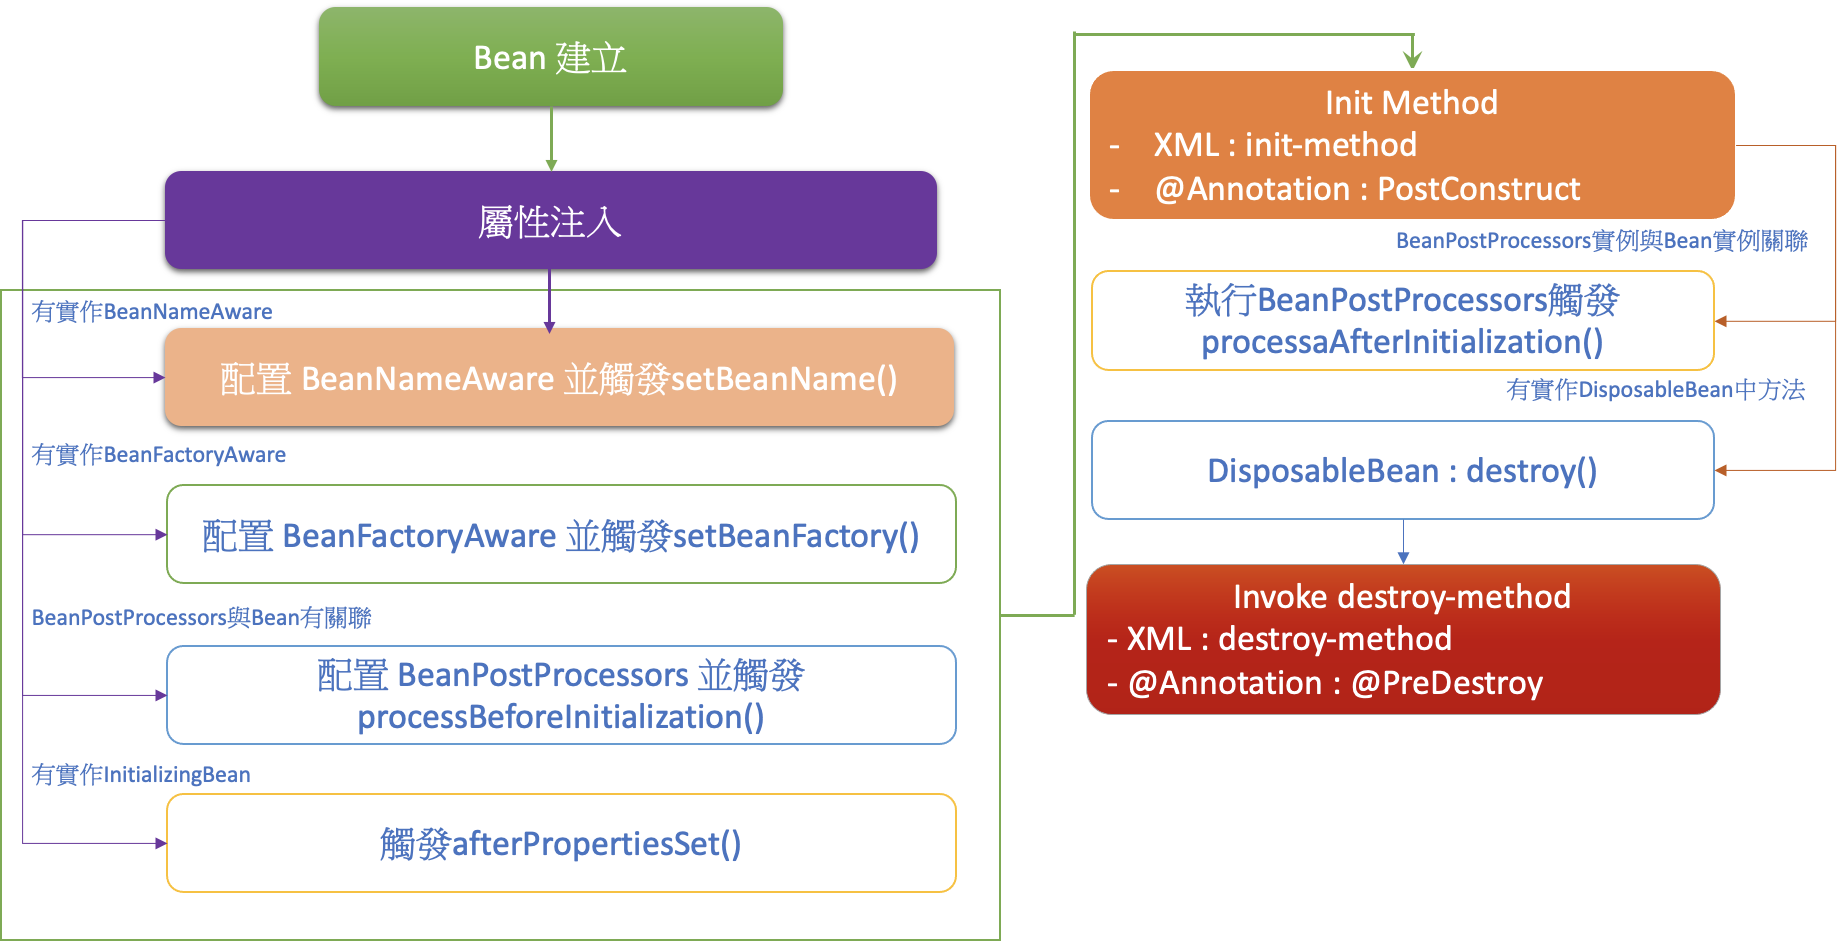 Bean 建立
屬性注入
有實作BeanNameAware
配置 BeanNameAware 並觸發setBeanName()
有實作BeanFactoryAware
配置 BeanFactoryAware 並觸發setBeanFactory()
BeanPostProcessors與Bean有關聯
配置 BeanPostProcessors 並觸發
processBeforeInitialization()
有實作InitializingBean
觸發afterPropertiesSet()
Init Method
- XML : init-method
- @Annotation : PostConstruct
BeanPostProcessors實例與Bean實例關聯
執行BeanPostProcessors觸發
processaAfterInitialization()
有實作DisposableBean中方法
DisposableBean : destroy()
Invoke destroy-method
- XML : destroy-method
- @Annotation : @PreDestroy